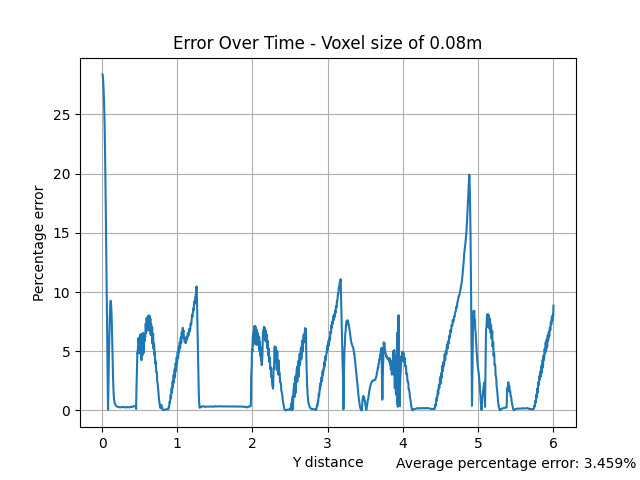 Error Over Time - Voxel size of 0.08m
Percentage error
25
20
15
10
5
0
0 1 2 3 4 5 6
Y distance
Average percentage error: 3.459%